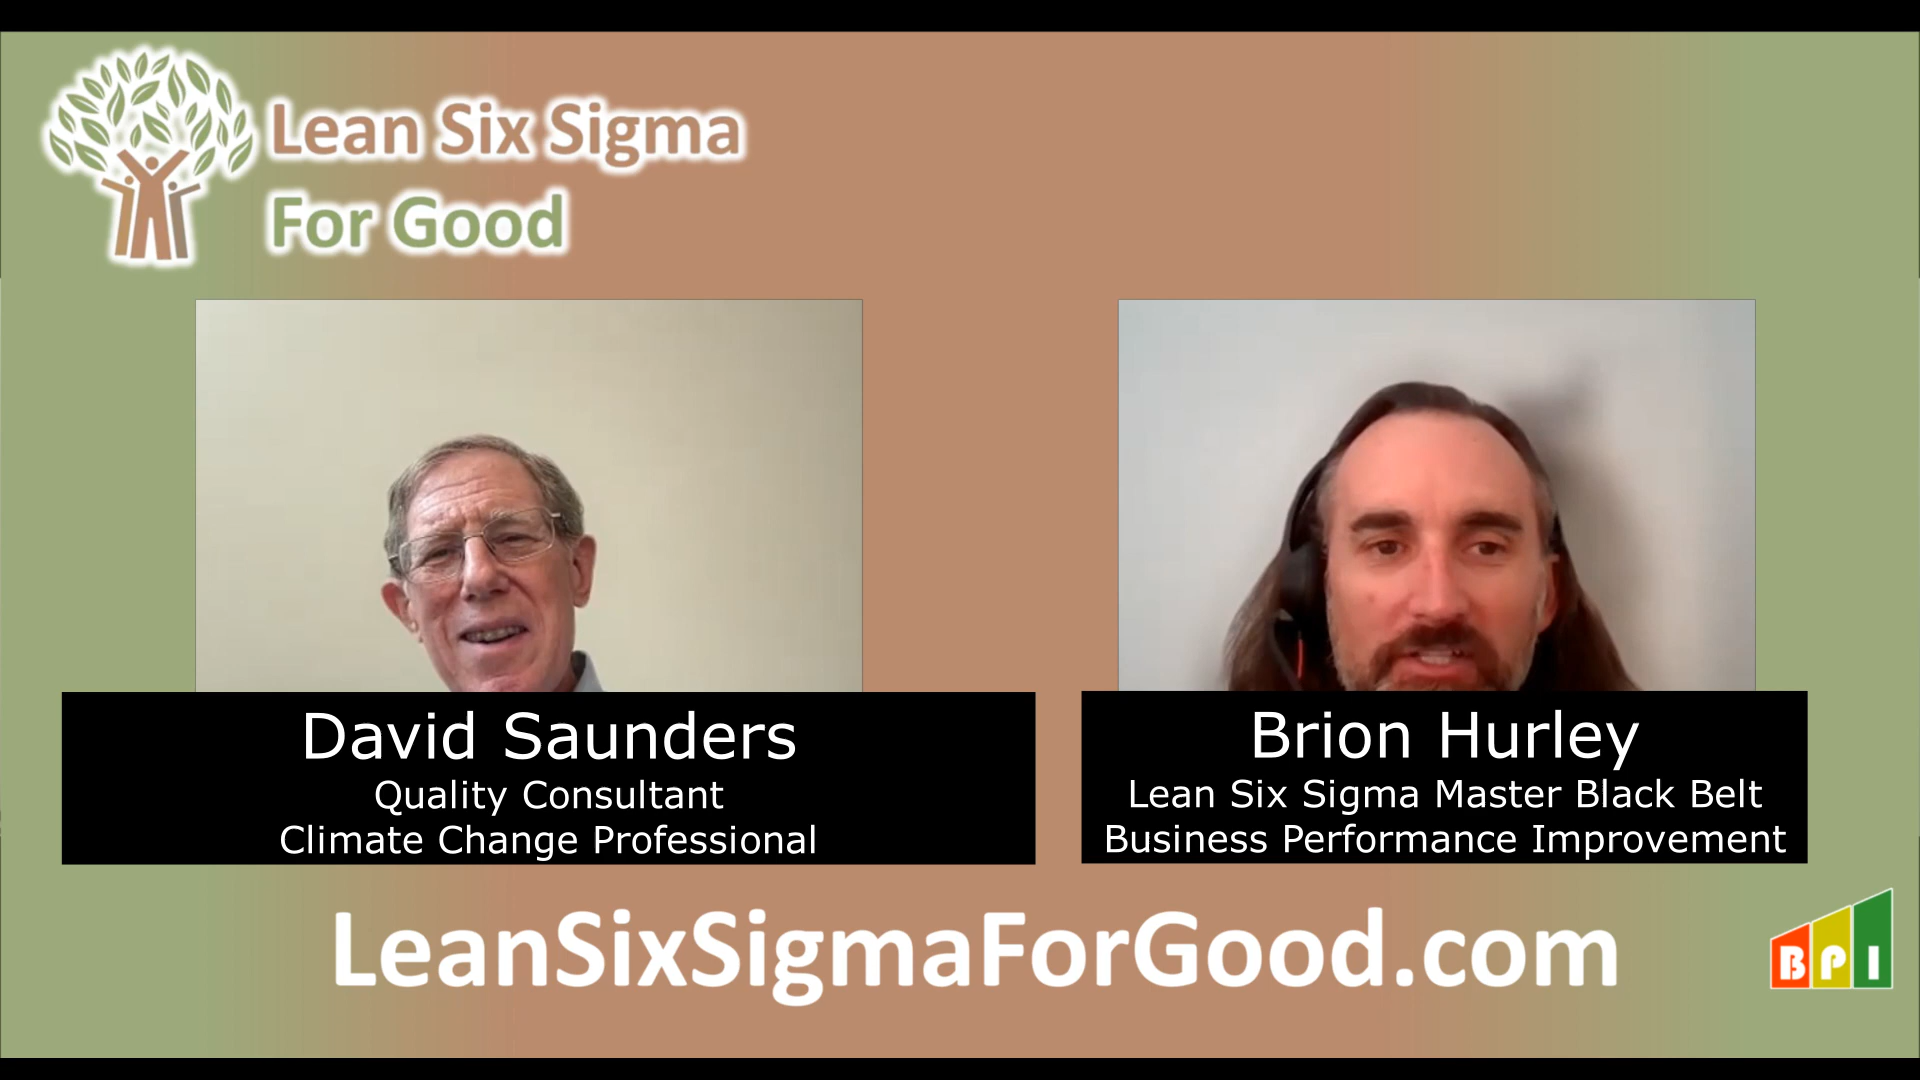 Lean Six Sigma
For Good
David Saunders
Quality Consultant
Climate Change Professional
Brion Hurley
Lean Six Sigma Master Black Belt
Business Performance Improvement
LeanSixSigmaForGood.com
BPI